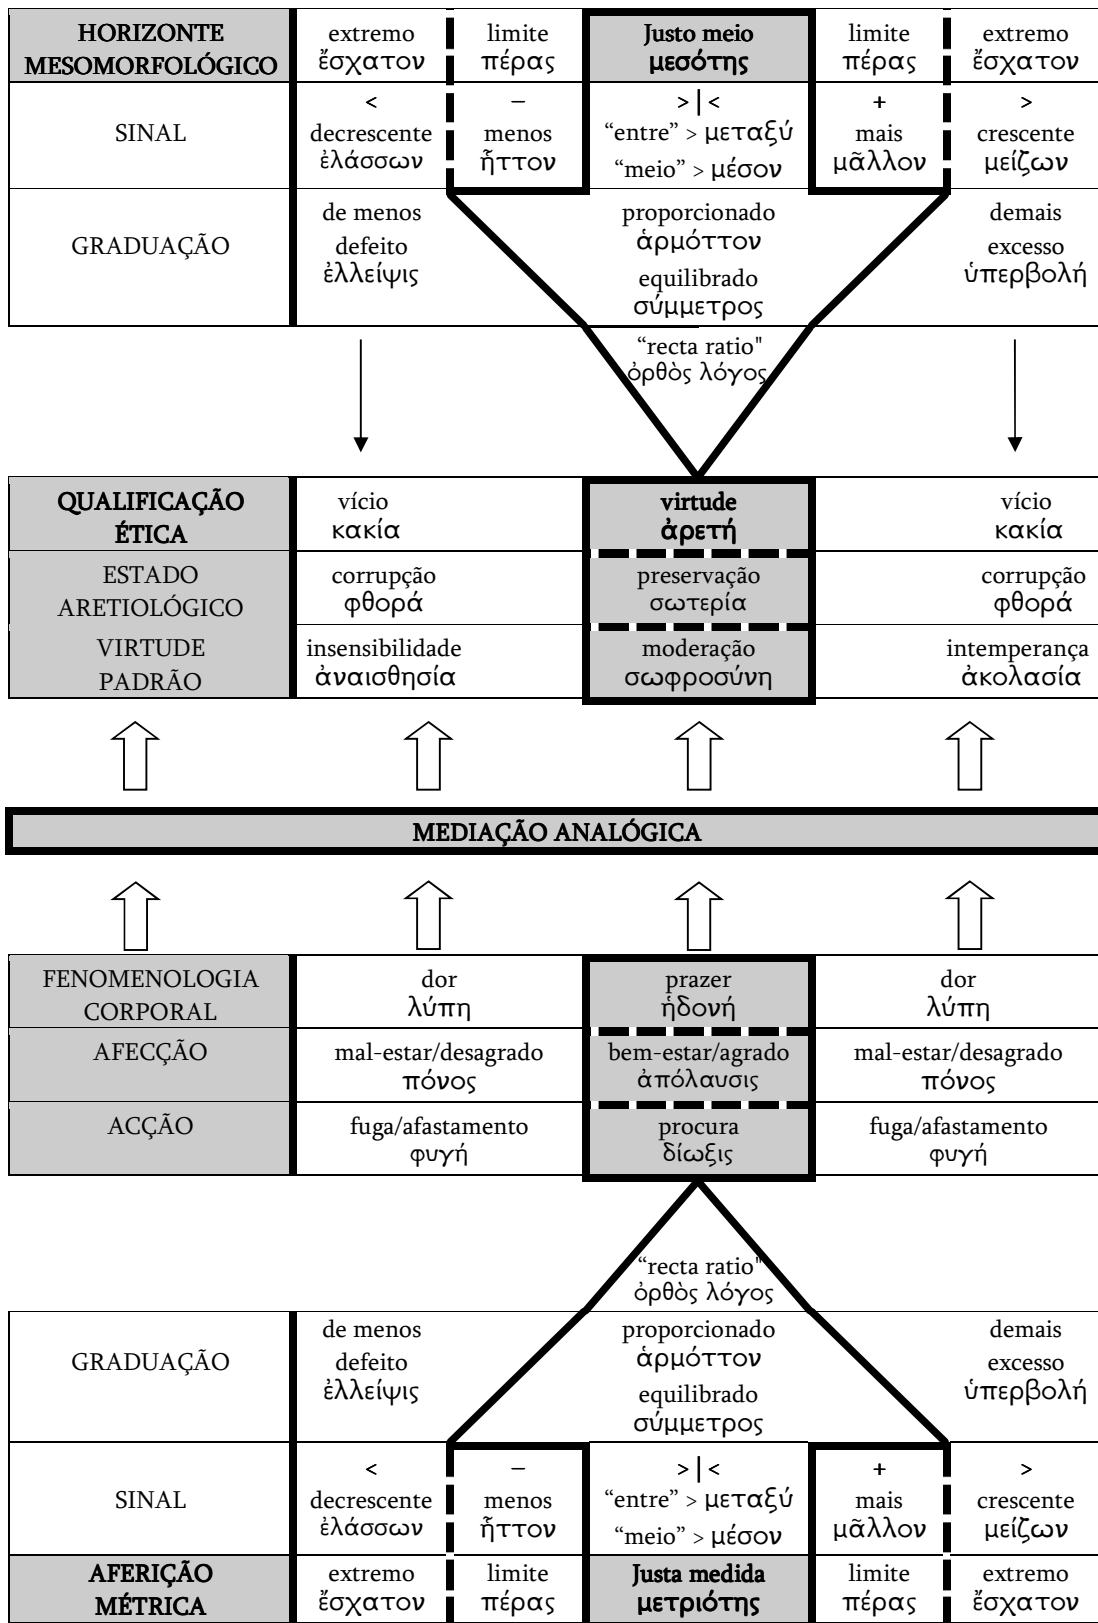 HORIZONTE extremo limite Justo meio limite extremo
MESOMORFOLÓGICO ἔσχατον πέρας μεσότης πέρας ἔσχατον
< – >|< + >
SINAL decrescente menos “entre” > μεταξύ mais crescente
ἐλάσσων ἧττον “meio” > μέσον μᾶλλον μείζων
de menos proporcionado demais
GRADUAÇÃO defeito ἁρμόττον excesso
ἐλλείψις equilibrado ὑπερβολή
σύμμετρος
“recta ratio"
ὀρθὸς λόγος
QUALIFICAÇÃO vício virtude vício
ÉTICA κακία ἀρετή κακία
ESTADO corrupção preservação corrupção
ARETIOLÓGICO φθορά σωτερία φθορά
VIRTUDE insensibilidade moderação intemperança
PADRÃO ἀναισθησία σωφροσύνη ἀκολασία
MEDIAÇÃO ANALÓGICA
FENOMENOLOGIA dor prazer dor
CORPORAL λύπη ἡδονή λύπη
AFECÇÃO mal-estar/desagrado bem-estar/agrado mal-estar/desagrado
πόνος ἀπόλαυσις πόνος
ACÇÃO fuga/afastamento procura fuga/afastamento
φυγή δίωξις φυγή
“recta ratio"
ὀρθὸς λόγος
de menos proporcionado demais
GRADUAÇÃO defeito ἁρμόττον excesso
ἐλλείψις equilibrado ὑπερβολή
σύμμετρος
< – >|< + >
SINAL decrescente menos “entre” > μεταξύ mais crescente
ἐλάσσων ἧττον “meio” > μέσον μᾶλλον μείζων
AFERIÇÃO extremo limite Justa medida limite extremo
MÉTRICA ἔσχατον πέρας μετριότης πέρας ἔσχατον